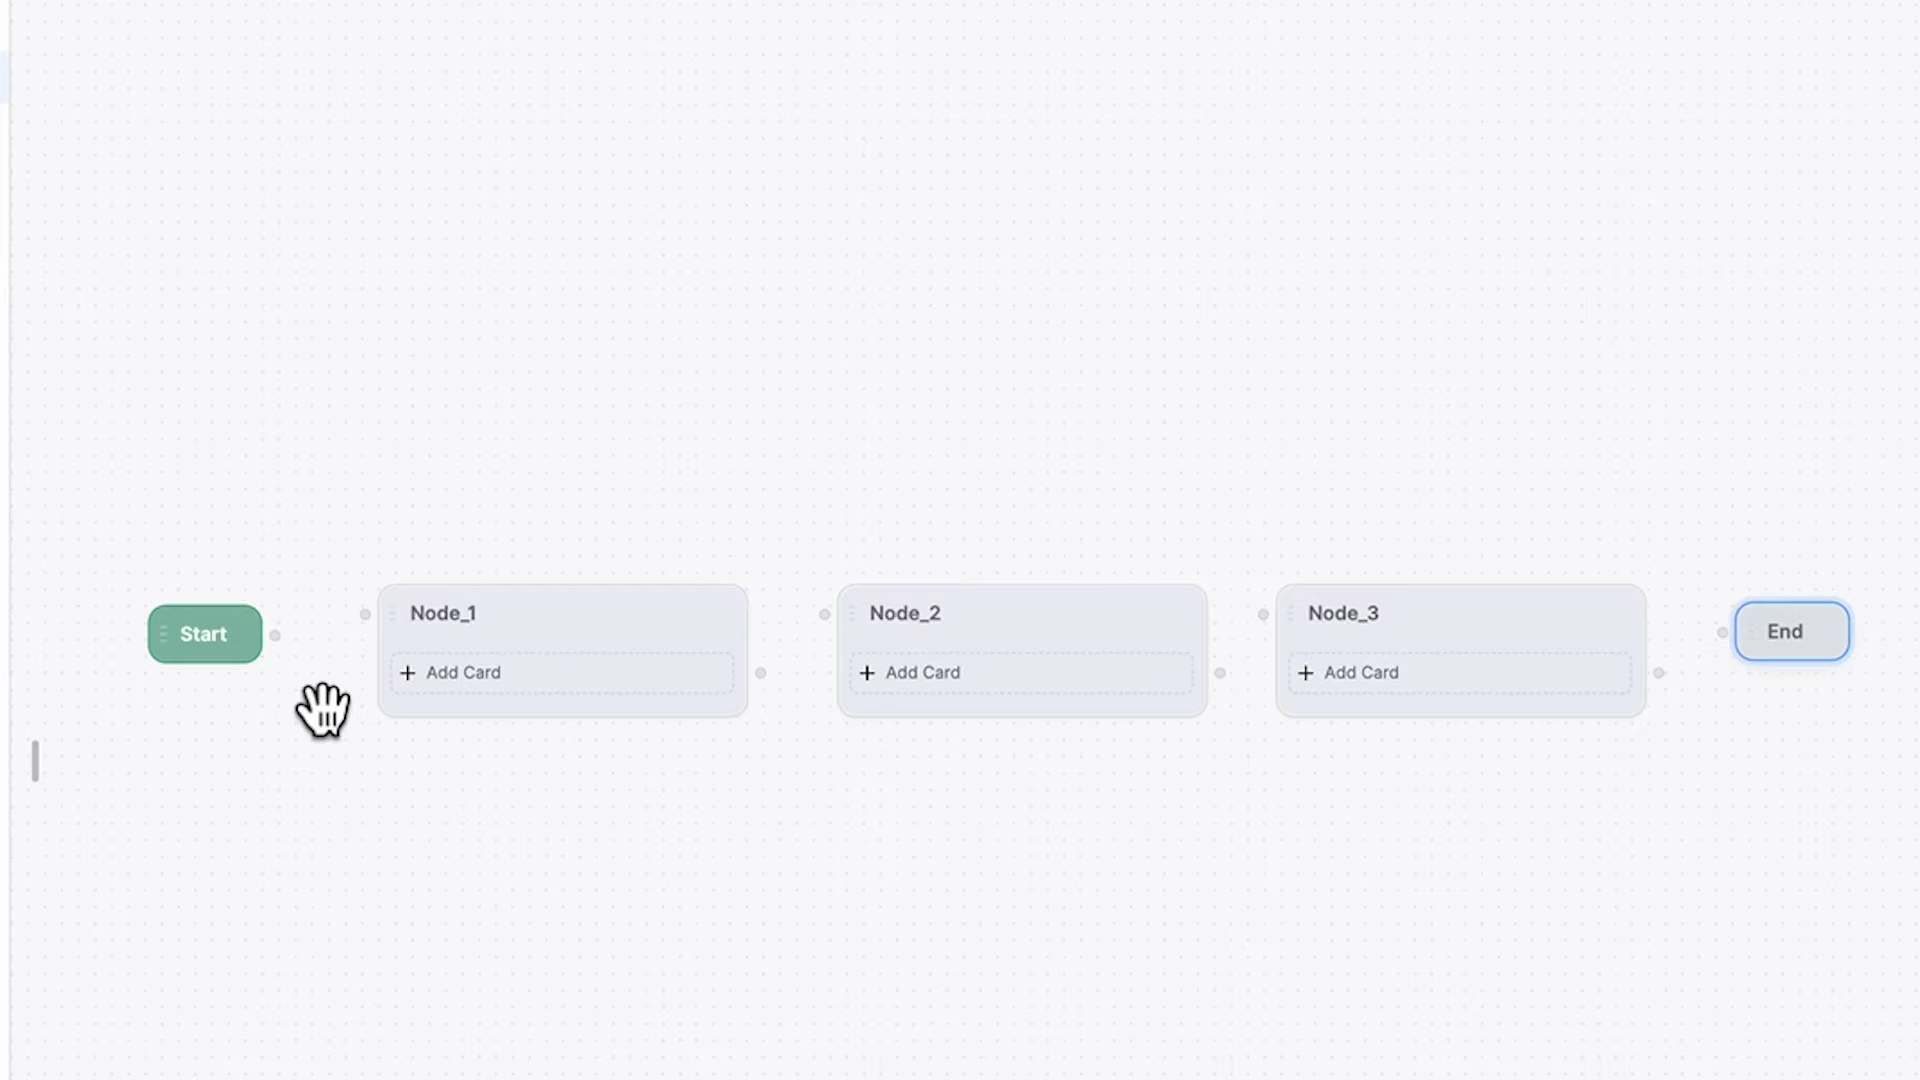 Start
Node_1
+ Add Card
Node_2
+ Add Card
Node_3
+ Add Card
End